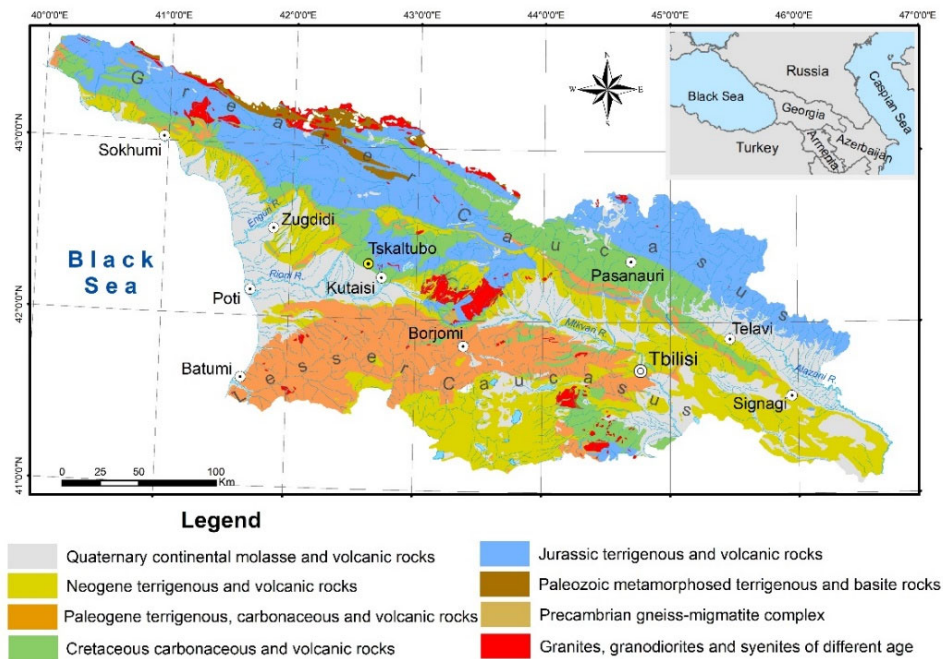 40°0'0"E 41°0'0"E 42°0'0"E 43°0'0"E 44°0'0"E 45°0'0"E 46°0'0"E 47°0'0"E
43°0'0"N
42°0'0"N
41°0'0"N
N
W E
S
Russia
Black Sea
Caspian Sea
Georgia
Azerbaijan
Armenia
Turkey
Greater Caucasus
Sokhumi
Enguri R.
Zugdidi
Tskaltubo
Black
Sea
Rioni R.
Kutaisi
Pasanauri
Poti
Borjomi
Mtkvari R.
Telavi
Tbilisi
Alazani R.
Batumi
Lesser Caucasus
Signagi
0 25 50 100
Km
Legend
Quaternary continental molasse and volcanic rocks
Neogene terrigenous and volcanic rocks
Paleogene terrigenous, carbonaceous and volcanic rocks
Cretaceous carbonaceous and volcanic rocks
Jurassic terrigenous and volcanic rocks
Paleozoic metamorphosed terrigenous and basite rocks
Precambrian gneiss-migmatite complex
Granites, granodiorites and syenites of different age